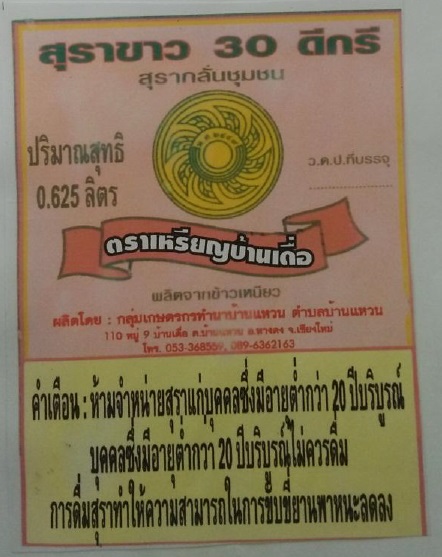 สุราขาว 30 ดีกรี
สุรากลั่นชุมชน
ปริมาณสุทธิ
0.625 ลิตร
ว.ด.ป.ที่บรรจุ
ตราเหรียญบ้านเดื่อ
ผลิตจากข้าวเหนียว
ผลิตโดย : กลุ่มเกษตรกรทำนาบ้านแหวน ตำบลบ้านแหวน
110 หมู่ 9 บ้านเดื่อ ต.บ้านแหวน อ.หางดง จ.เชียงใหม่
โทร. 053-368559, 089-6362163
คำเตือน : ห้ามจำหน่ายสุราแก่บุคคลซึ่งมีอายุต่ำกว่า 20 ปีบริบูรณ์
บุคคลซึ่งมีอายุต่ำกว่า 20 ปีบริบูรณ์ไม่ควรดื่ม
การดื่มสุราทำให้ความสามารถในการขับขี่ยานพาหนะลดลง